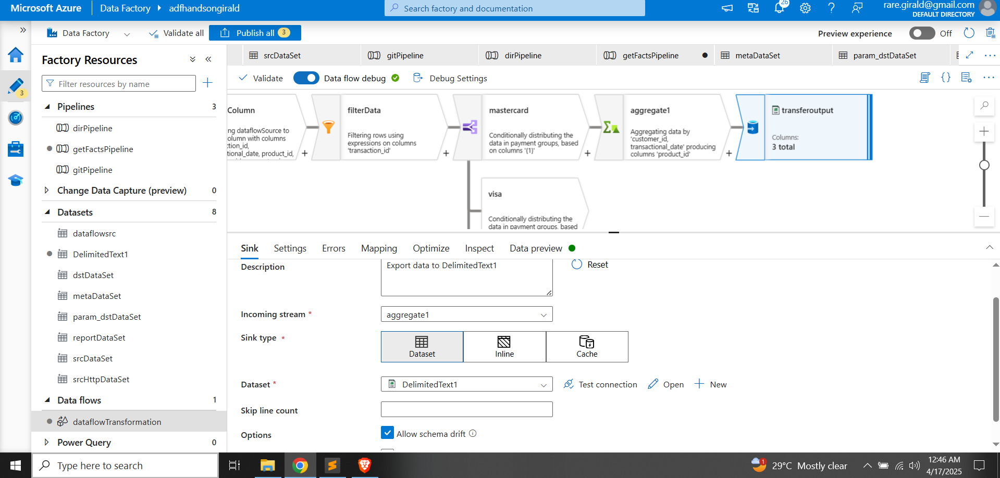 Microsoft Azure
Data Factory
adfhandsongirald
Search factory and documentation
26
rare.girald@gmail.com
DEFAULT DIRECTORY
Data Factory
Validate all
Publish all
3
Preview experience
Off
3
Factory Resources
Filter resources by name
Pipelines
3
dirPipeline
getFactsPipeline
gitPipeline
Change Data Capture (preview)
0
Datasets
8
dataflowsrc
DelimitedText1
dstDataSet
metaDataSet
param_dstDataSet
reportDataSet
srcDataSet
srcHttpDataSet
Data flows
1
dataflowTransformation
Power Query
0
srcDataSet
gitPipeline
dirPipeline
getFactsPipeline
metaDataSet
param_dstDataSet
Validate
Data flow debug
Debug Settings
Column
ng dataflowSource to
olumn with columns
tion_id,
tional_date, product_id,
filterData
Filtering rows using
expressions on columns
'transaction_id'
mastercard
Conditionally distributing the
data in payment groups, based
on columns '{1}'
aggregate1
Aggregating data by
'customer_id,
transactional_date' producing
columns 'product_id'
transferoutput
Columns:
3 total
visa
Conditionally distributing the
data in payment groups, based
Sink
Settings
Errors
Mapping
Optimize
Inspect
Data preview
Description
Export data to DelimitedText1
Reset
Incoming stream *
aggregate1
Sink type *
Dataset
Inline
Cache
Dataset *
DelimitedText1
Test connection
Open
New
Skip line count
Options
Allow schema drift
Type here to search
1
29°C Mostly clear
12:46 AM
4/17/2025